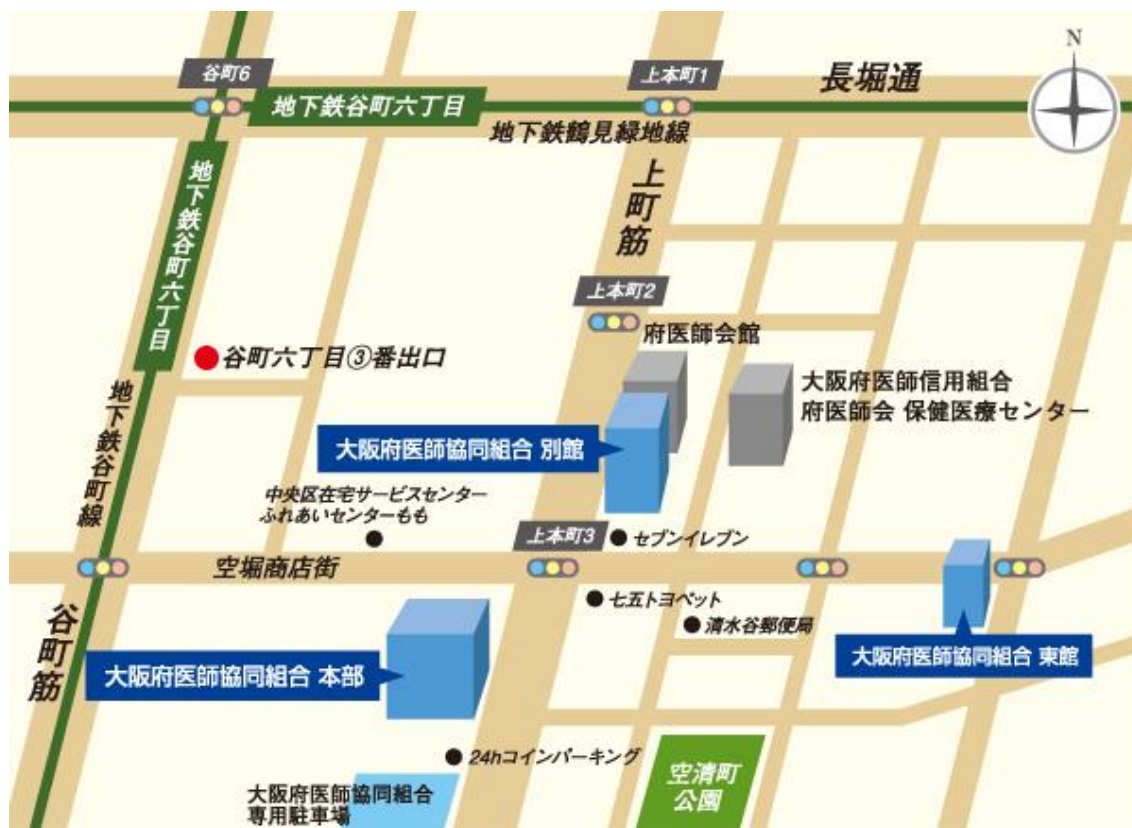 N
谷町6
上本町1
長堀通
地下鉄谷町六丁目
地下鉄鶴見緑地線
地下鉄谷町六丁目
上町筋
上本町2
府医師会館
谷町六丁目③番出口
大阪府医師信用組合
府医師会 保健医療センター
地下鉄谷町線
大阪府医師協同組合 別館
中央区在宅サービスセンター
ふれあいセンターもも
上本町3
セブンイレブン
空堀商店街
七五トヨペット
清水谷郵便局
谷町筋
大阪府医師協同組合 本部
大阪府医師協同組合 東館
24hコインパーキング
空清町
公園
大阪府医師協同組合
専用駐車場